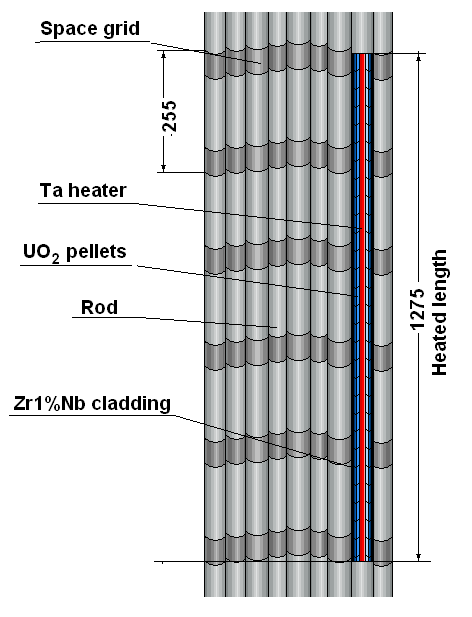 Space grid
255
Ta heater
UO₂ pellets
Rod
1275
Heated length
Zr1%Nb cladding